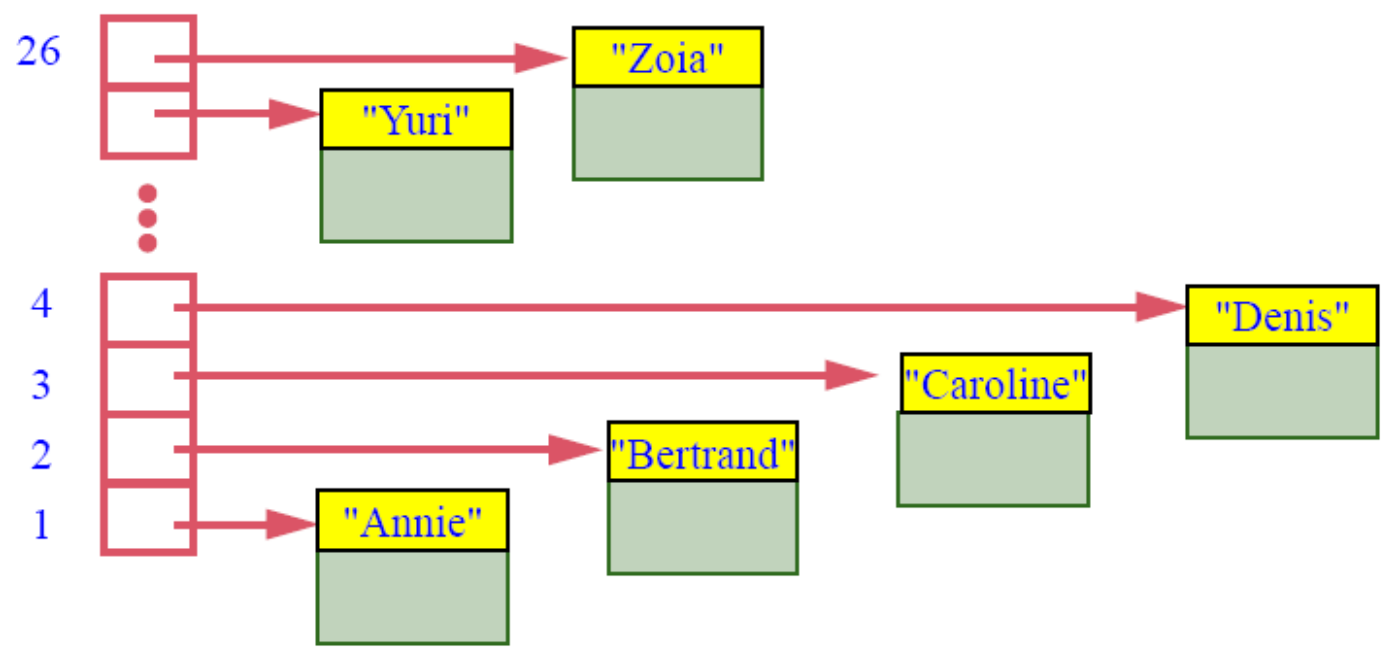 26
"Zoia"
"Yuri"
4
"Denis"
3
"Caroline"
2
"Bertrand"
1
"Annie"